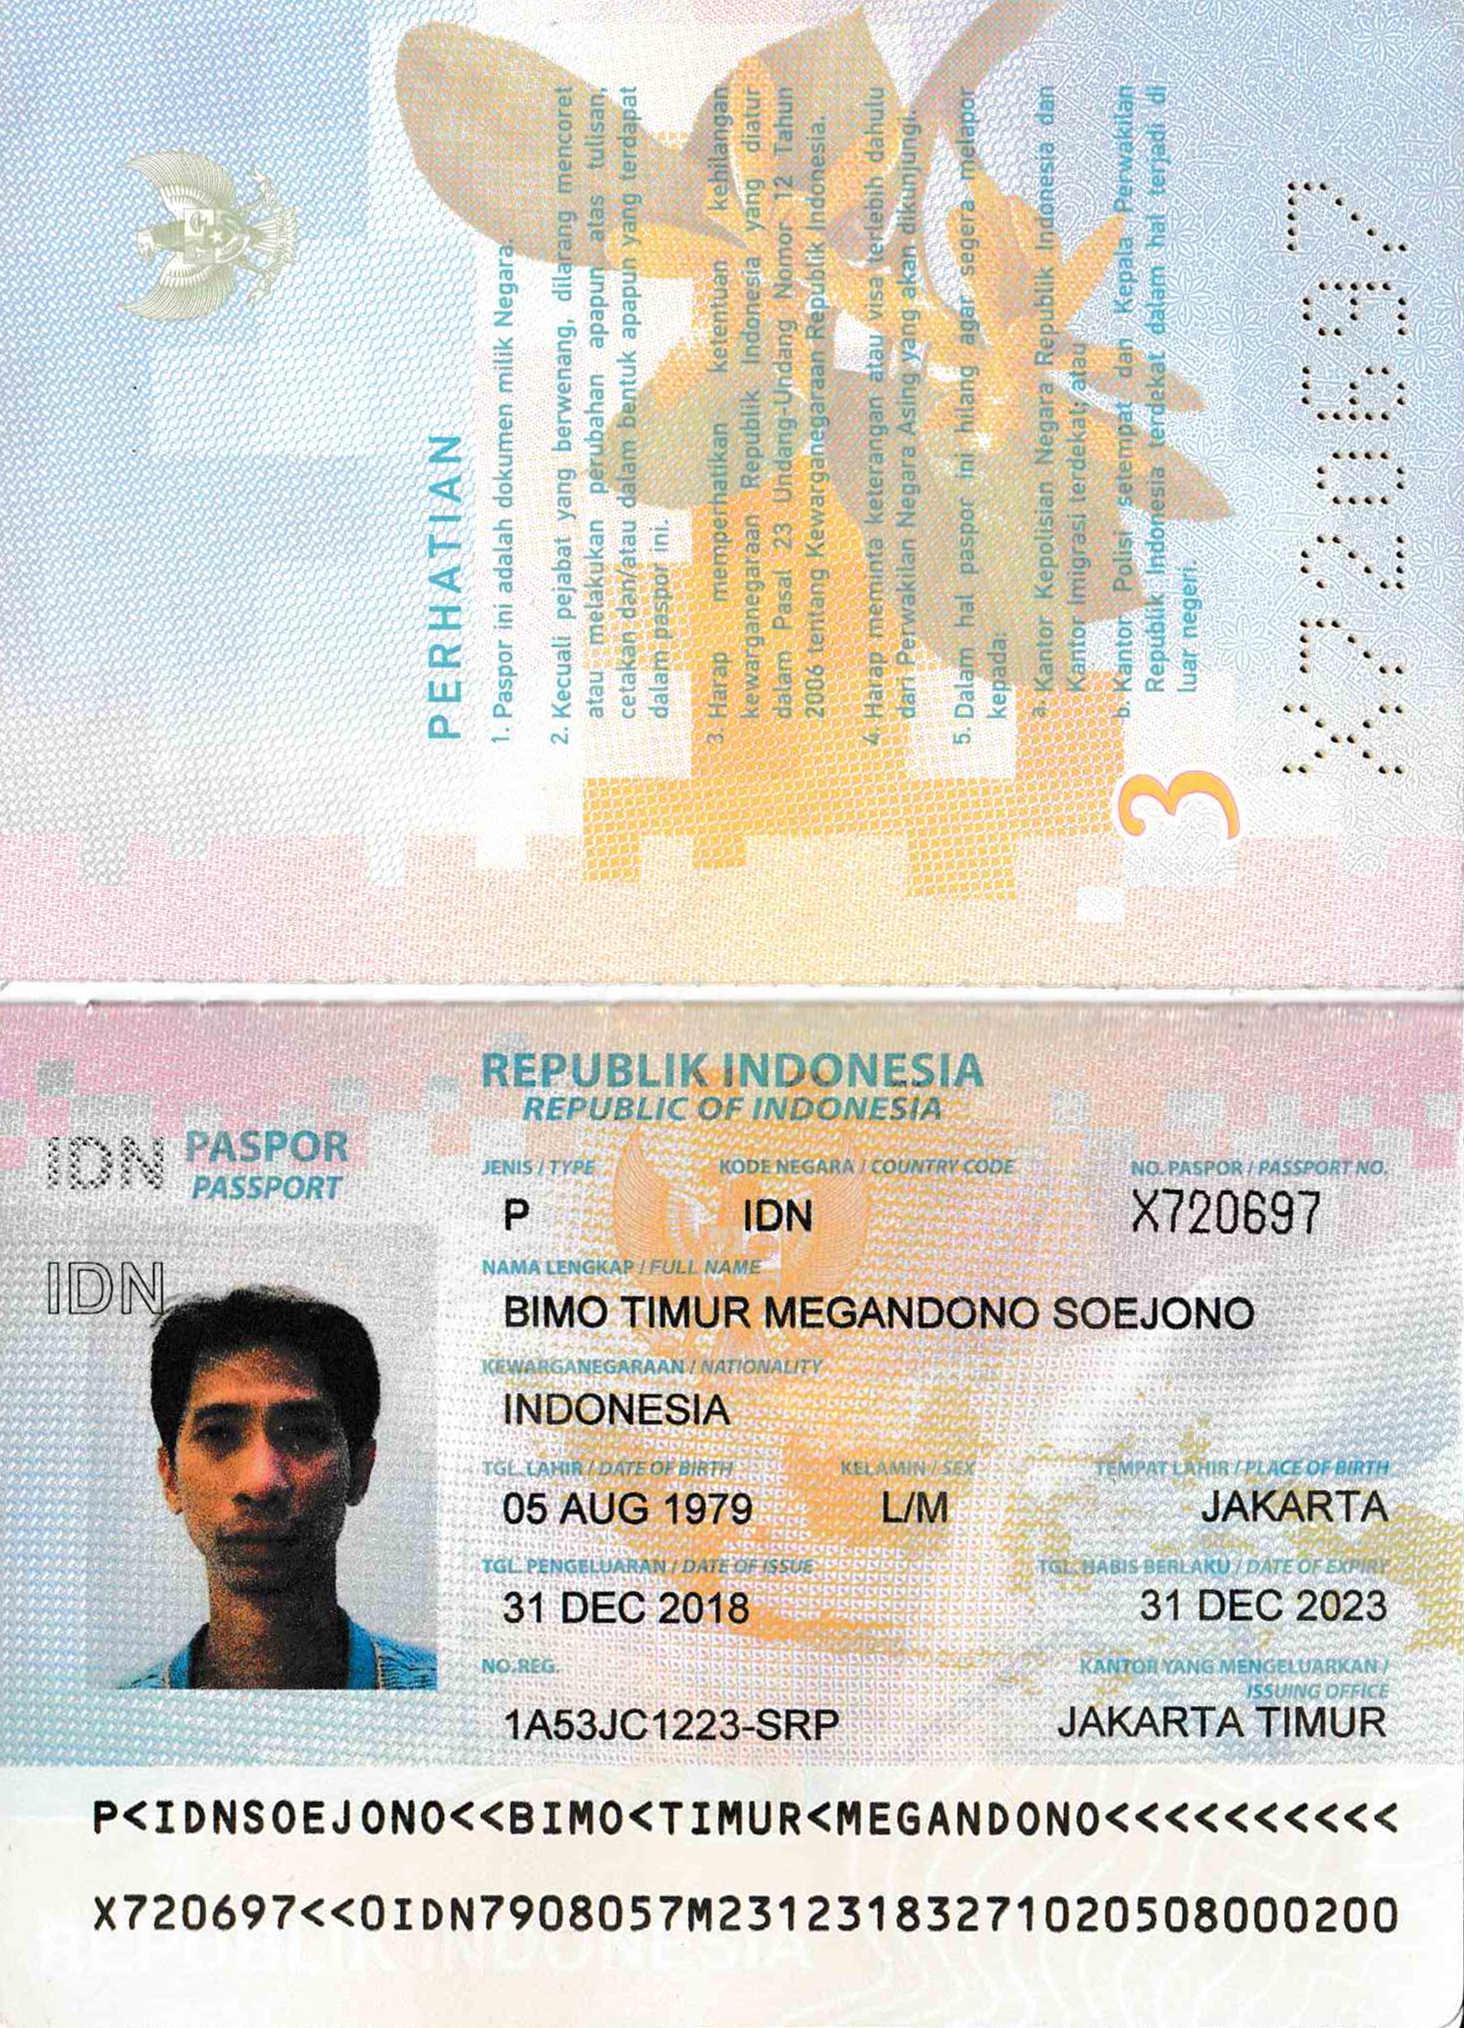 PERHATIAN
1. Paspor ini adalah dokumen milik Negara.
2. Kecuali pejabat yang berwenang, dilarang mencoret
atau melakukan perubahan apapun atas tulisan,
cetakan dan/atau dalam bentuk apapun yang terdapat
dalam paspor ini.
3. Harap memperhatikan ketentuan kehilangan
kewarganegaraan Republik Indonesia yang diatur
dalam Pasal 23 Undang-Undang Nomor 12 Tahun
2006 tentang Kewarganegaraan Republik Indonesia.
4. Harap meminta keterangan atau visa terlebih dahulu
dari Perwakilan Negara Asing yang akan dikunjungi.
5. Dalam hal paspor ini hilang agar segera melapor
kepada:
a. Kantor Kepolisian Negara Republik Indonesia dan
Kantor Imigrasi terdekat; atau
b. Kantor Polisi setempat dan Kepala Perwakilan
Republik Indonesia terdekat dalam hal terjadi di
luar negeri.
3
X720697
REPUBLIK INDONESIA
REPUBLIC OF INDONESIA
IDN PASPOR
PASSPORT
JENIS / TYPE KODE NEGARA / COUNTRY CODE NO. PASPOR / PASSPORT NO.
P IDN X720697
IDN
NAMA LENGKAP / FULL NAME
BIMO TIMUR MEGANDONO SOEJONO
KEWARGANEGARAAN / NATIONALITY
INDONESIA
TGL. LAHIR / DATE OF BIRTH KELAMIN / SEX TEMPAT LAHIR / PLACE OF BIRTH
05 AUG 1979 L/M JAKARTA
TGL. PENGELUARAN / DATE OF ISSUE TGL. HABIS BERLAKU / DATE OF EXPIRY
31 DEC 2018 31 DEC 2023
NO.REG. KANTOR YANG MENGELUARKAN /
ISSUING OFFICE
1A53JC1223-SRP JAKARTA TIMUR
P<IDNSOEJONO<<BIMO<TIMUR<MEGANDONO<<<<<<<<<<
X720697<<0IDN7908057M2312318327102050800​0200
REPUBLIK INDONESIA